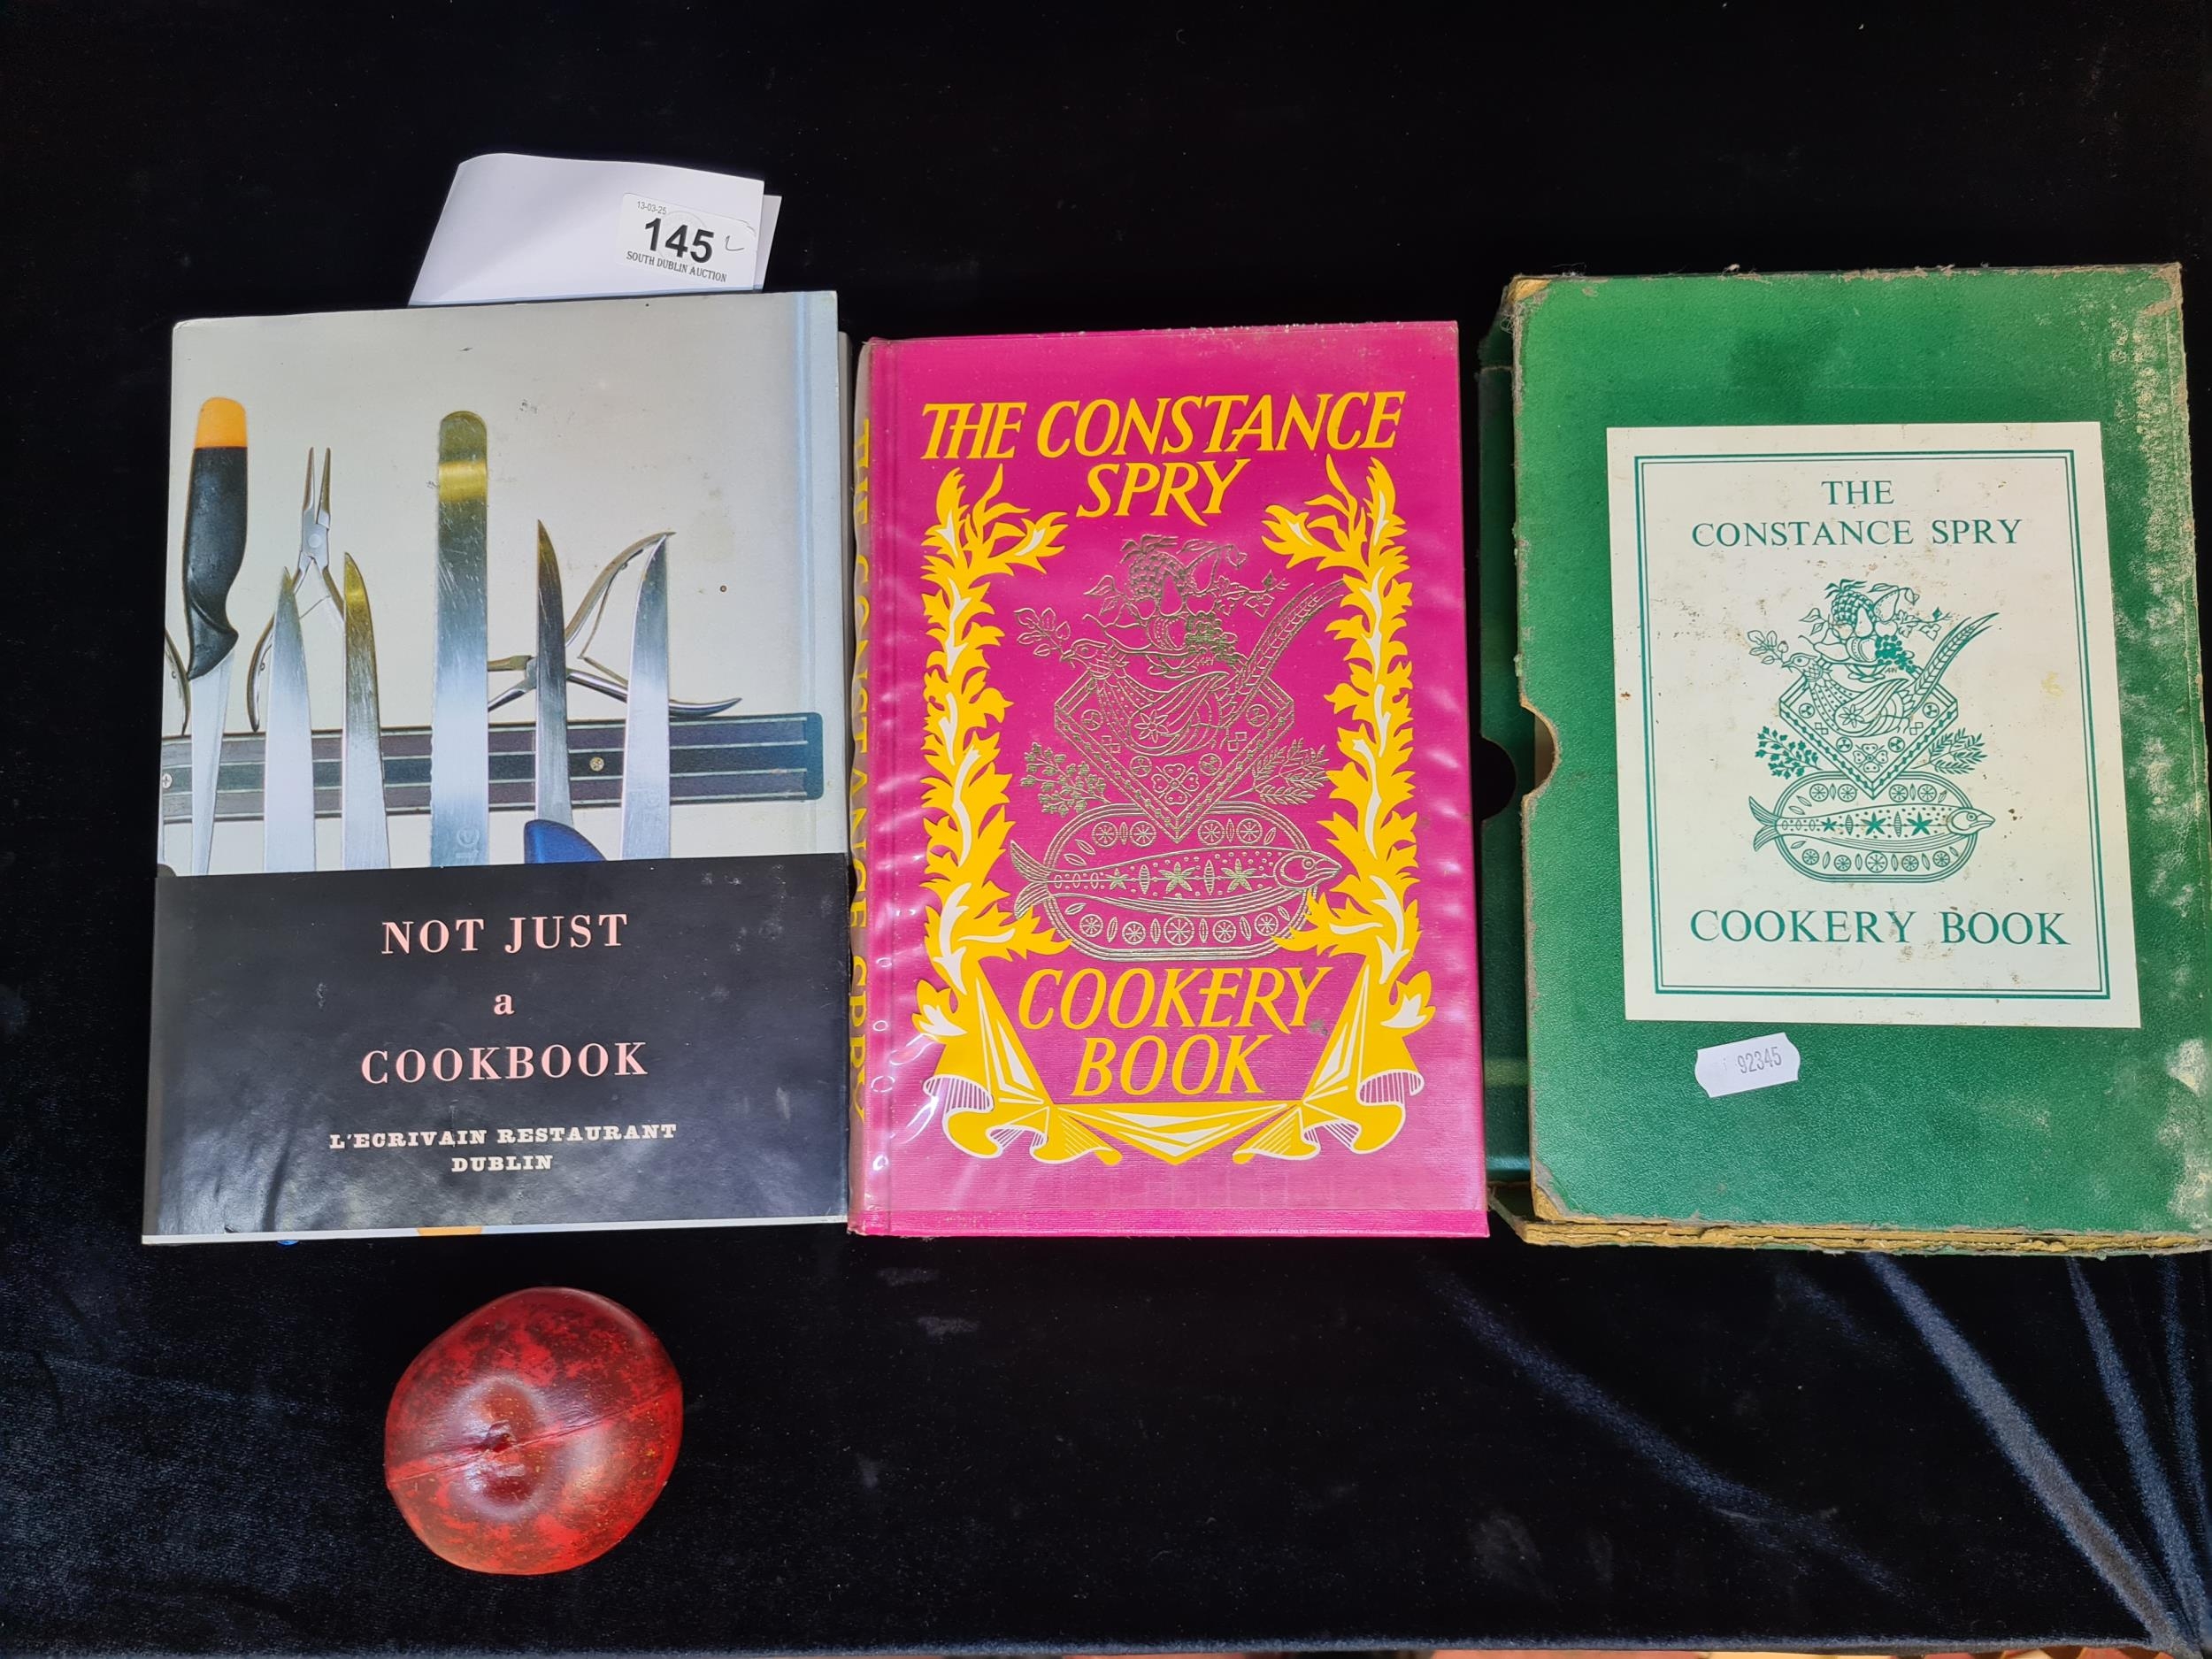 13-03-25
145 2
SOUTH DUBLIN AUCTION
NOT JUST
a
COOKBOOK
L'ECRIVAIN RESTAURANT
DUBLIN
THE CONSTANCE SPRY
THE CONSTANCE
SPRY
COOKERY
BOOK
THE
CONSTANCE SPRY
COOKERY BOOK
92345